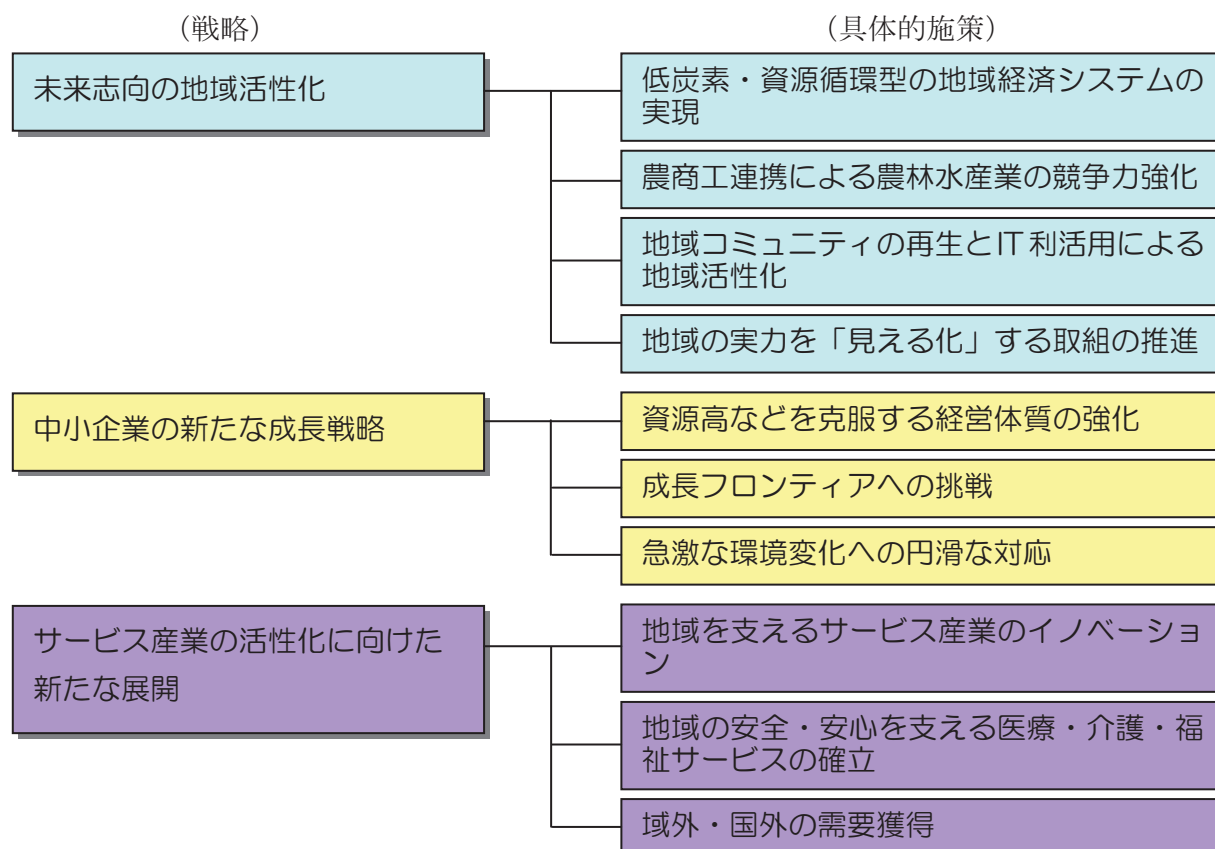 (戦略)
(具体的施策)
未来志向の地域活性化
低炭素・資源循環型の地域経済システムの
実現
農商工連携による農林水産業の競争力強化
地域コミュニティの再生とIT利活用による
地域活性化
地域の実力を「見える化」する取組の推進
中小企業の新たな成長戦略
資源高などを克服する経営体質の強化
成長フロンティアへの挑戦
急激な環境変化への円滑な対応
サービス産業の活性化に向けた
新たな展開
地域を支えるサービス産業のイノベーショ
ン
地域の安全・安心を支える医療・介護・福
祉サービスの確立
域外・国外の需要獲得